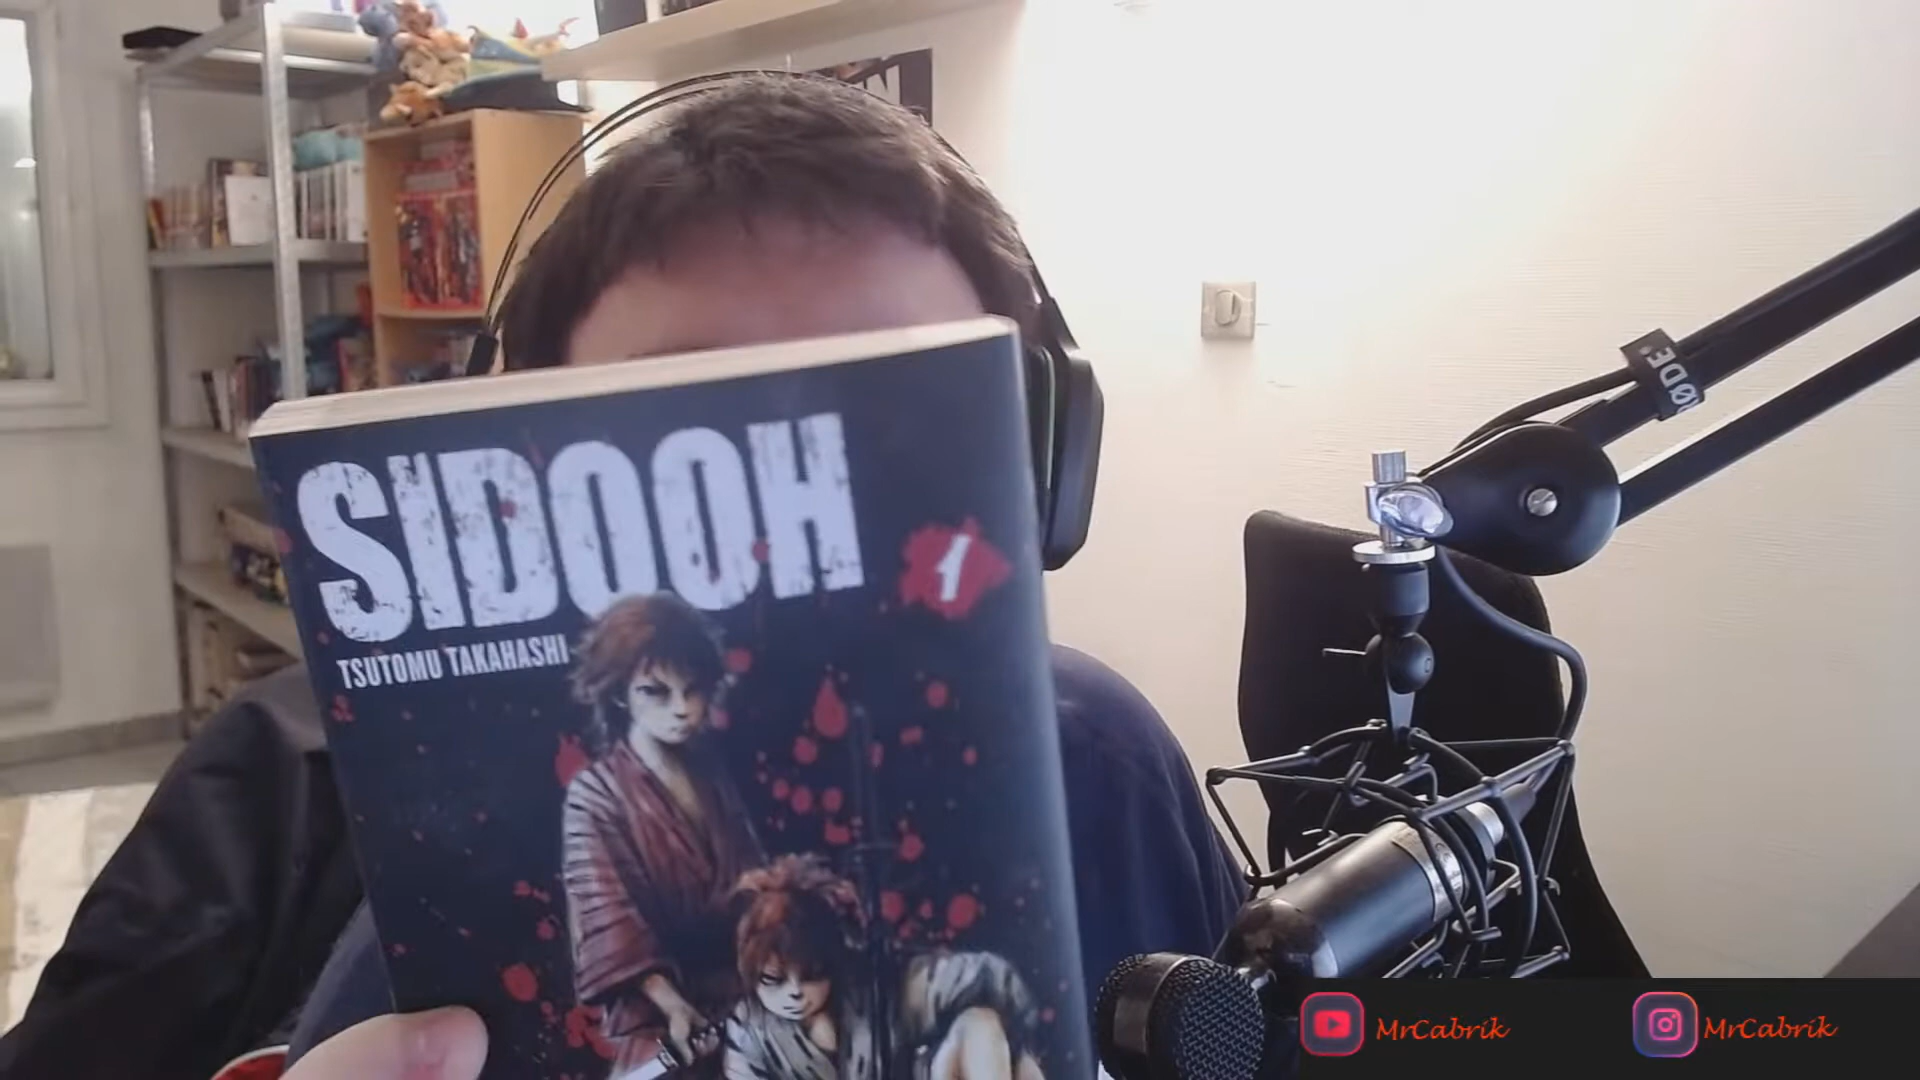 SIDOOH
1
TSUTOMU TAKAHASHI
RØDE
MrCabrik
MrCabrik